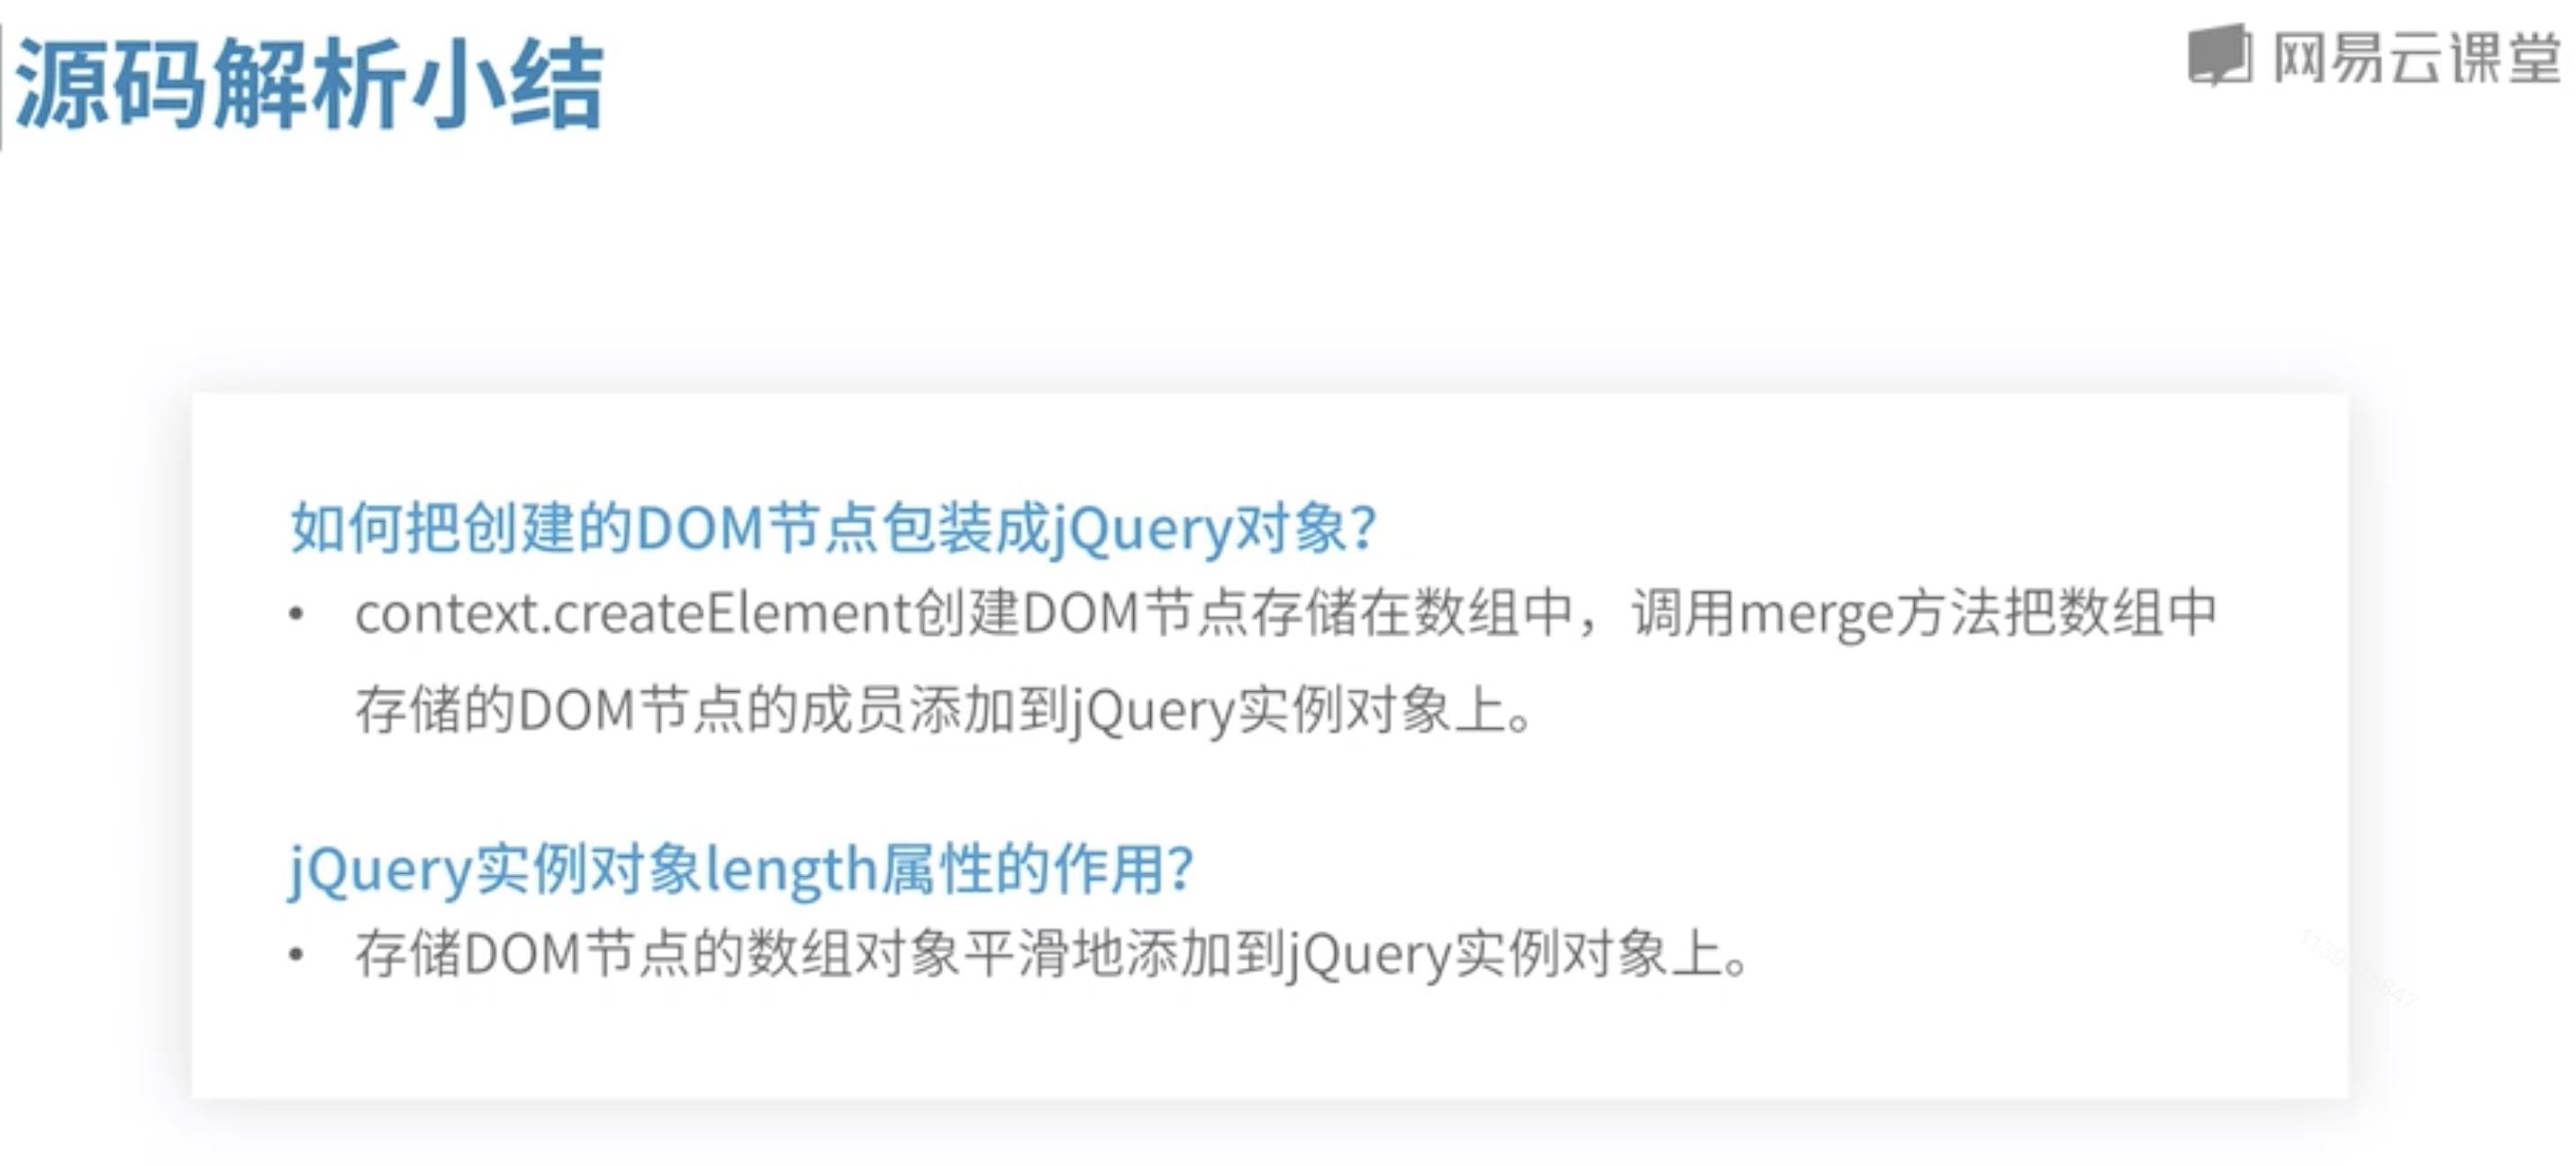 源码解析小结
网易云课堂
如何把创建的DOM节点包装成jQuery对象？
• context.createElement创建DOM节点存储在数组中，调用merge方法把数组中
存储的DOM节点的成员添加到jQuery实例对象上。
jQuery实例对象length属性的作用？
• 存储DOM节点的数组对象平滑地添加到jQuery实例对象上。